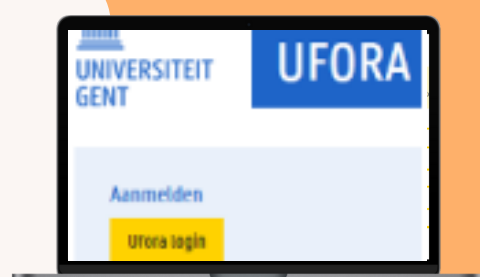 UNIVERSITEIT
GENT
UFORA
Aanmelden
Ufora login